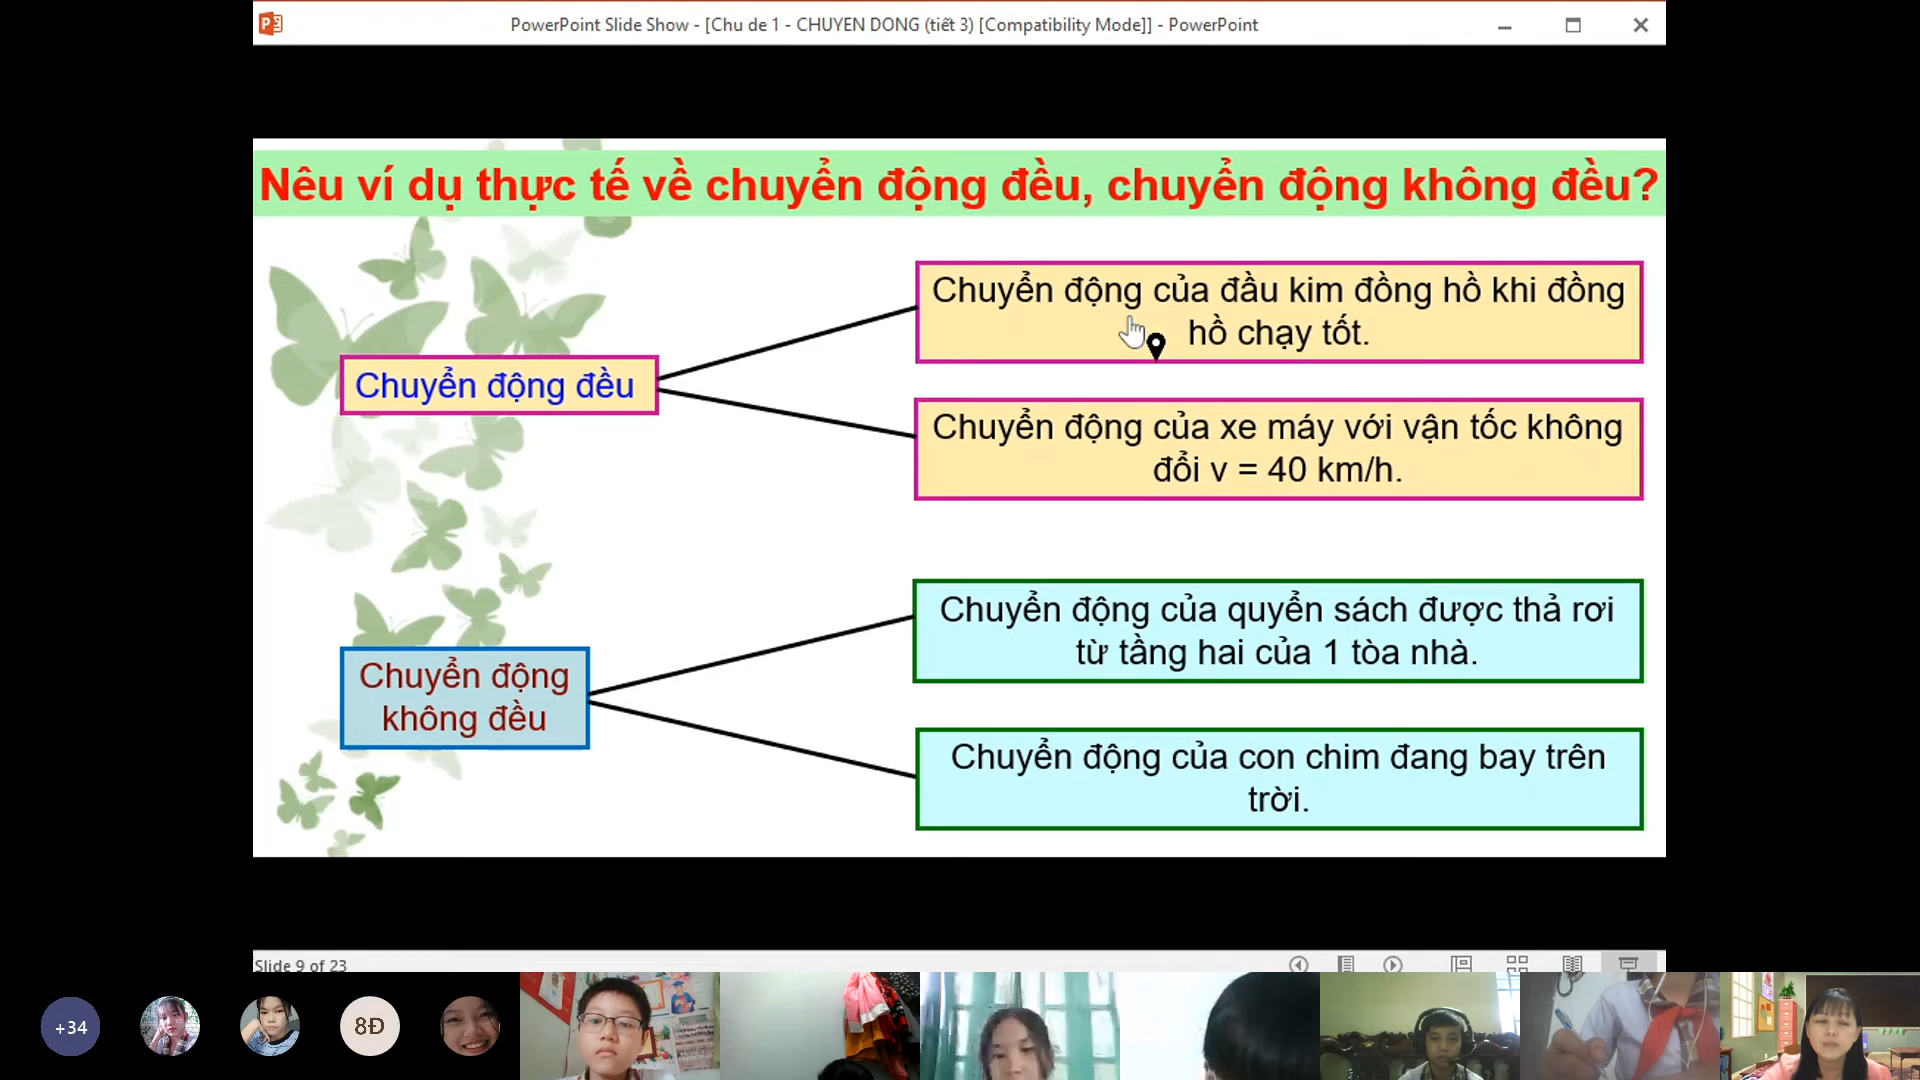 PowerPoint Slide Show - [Chu de 1 - CHUYEN DONG (tiết 3) [Compatibility Mode]] - PowerPoint
Nêu ví dụ thực tế về chuyển động đều, chuyển động không đều?
Chuyển động của đầu kim đồng hồ khi đồng
hồ chạy tốt.
Chuyển động đều
Chuyển động của xe máy với vận tốc không
đổi v = 40 km/h.
Chuyển động của quyển sách được thả rơi
từ tầng hai của 1 tòa nhà.
Chuyển động
không đều
Chuyển động của con chim đang bay trên
trời.
Slide 9 of 23
+34
8Đ